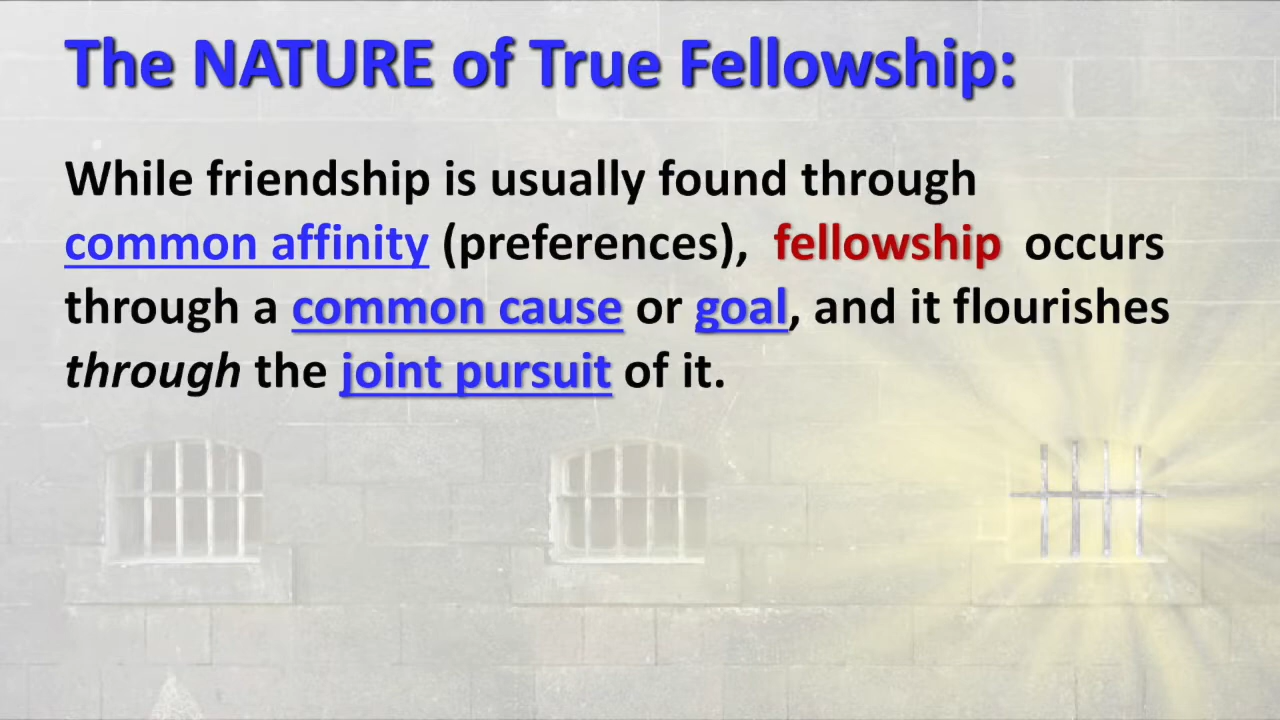 The NATURE of True Fellowship:
While friendship is usually found through
common affinity (preferences), fellowship occurs
through a common cause or goal, and it flourishes
through the joint pursuit of it.